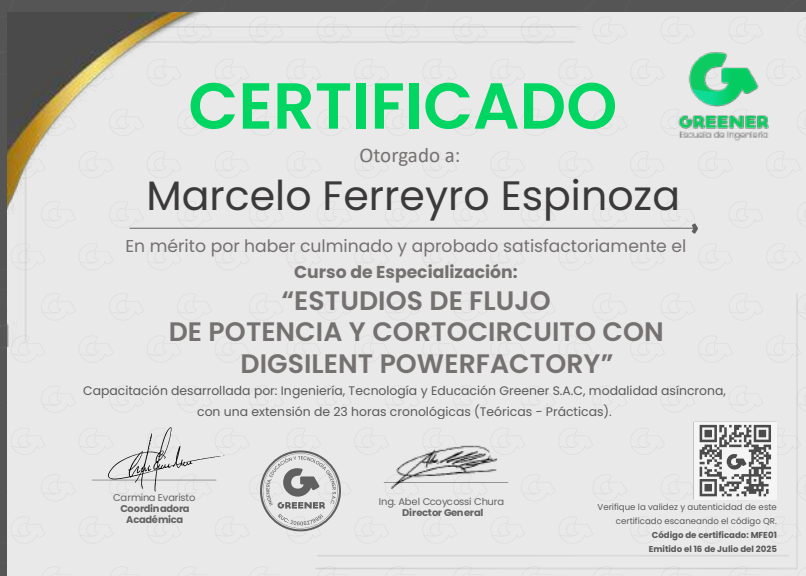 CERTIFICADO
GREENER
Escuela de Ingeniería
Otorgado a:
Marcelo Ferreyro Espinoza
En mérito por haber culminado y aprobado satisfactoriamente el
Curso de Especialización:
“ESTUDIOS DE FLUJO
DE POTENCIA Y CORTOCIRCUITO CON
DIGSILENT POWERFACTORY”
Capacitación desarrollada por: Ingeniería, Tecnología y Educación Greener S.A.C, modalidad asíncrona,
con una extensión de 23 horas cronológicas (Teóricas - Prácticas).
Carmina Evaristo
Coordinadora
Académica
INGENIERÍA, EDUCACIÓN Y TECNOLOGÍA GREENER S.A.C.
GREENER
Ing. Abel Ccoycossi Chura
Director General
Verifique la validez y autenticidad de este
certificado escaneando el código QR.
Código de certificado: MFE01
Emitido el 16 de Julio del 2025